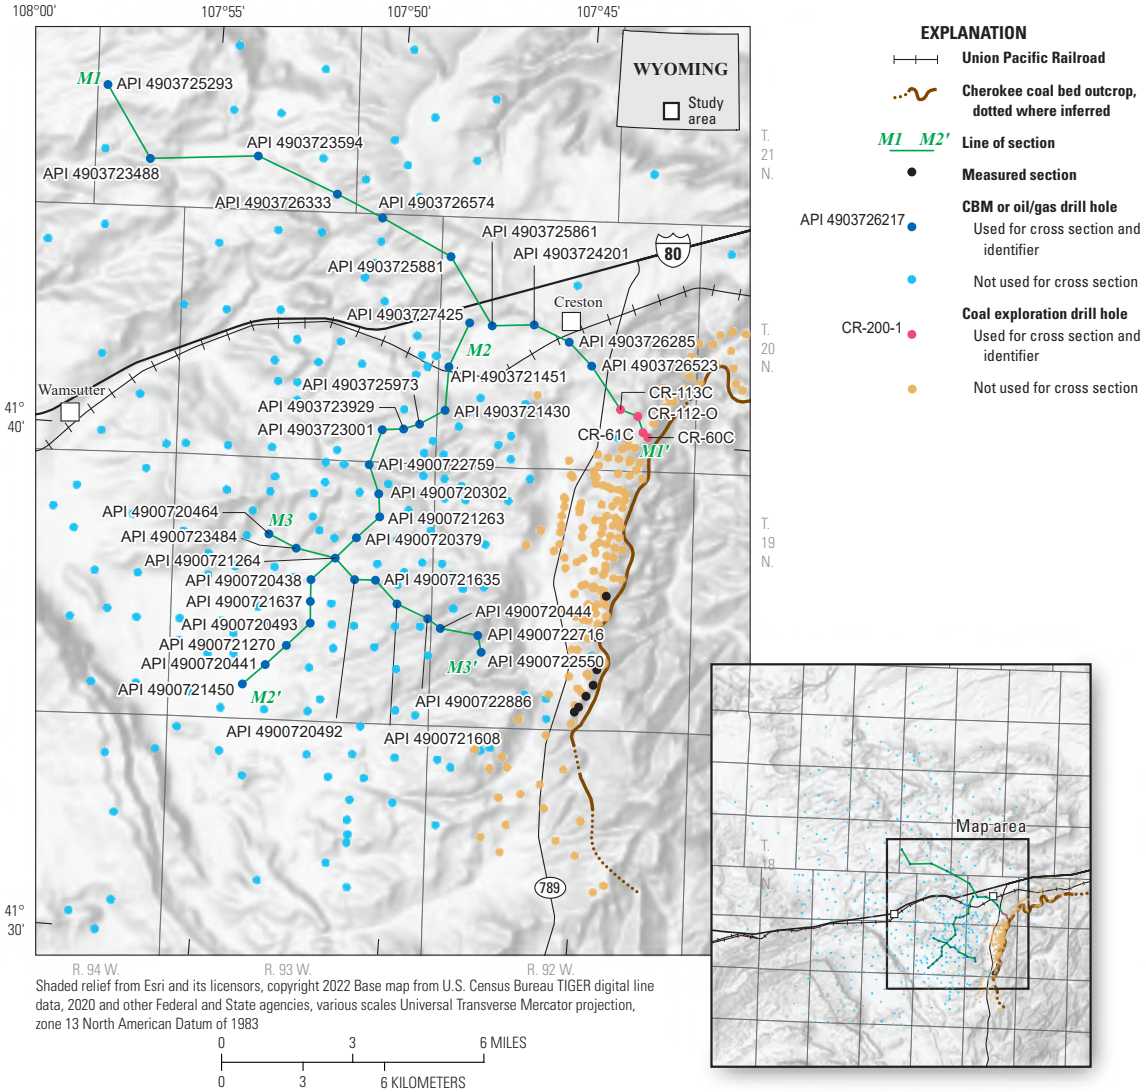 108°00'
107°55'
107°50'
107°45'
M1
API 4903725293
API 4903723594
API 4903723488
API 4903726333
API 4903726574
API 4903725861
API 4903724201
API 4903725881
80
Creston
API 4903727425
M2
API 4903726285
API 4903721451
API 4903726523
API 4903725973
Wamsutter
CR-113C
API 4903723929
API 4903721430
CR-112-O
41°
40'
API 4903723001
CR-61C
CR-60C
M1'
API 4900722759
API 4900720302
API 4900720464
M3
API 4900721263
API 4900723484
API 4900720379
API 4900721264
API 4900720438
API 4900721635
API 4900721637
API 4900720444
API 4900720493
API 4900722716
API 4900721270
API 4900720441
M3'
API 4900722550
API 4900721450
M2'
API 4900722886
API 4900720492
API 4900721608
789
41°
30'
R. 94 W.
R. 93 W.
R. 92 W.
T.
21
N.
T.
20
N.
T.
19
N.
T.
18
N.
WYOMING
Study
area
EXPLANATION
Union Pacific Railroad
Cherokee coal bed outcrop,
dotted where inferred
M1 M2' Line of section
Measured section
CBM or oil/gas drill hole
API 4903726217 Used for cross section and
identifier
Not used for cross section
Coal exploration drill hole
CR-200-1 Used for cross section and
identifier
Not used for cross section
Map area
Shaded relief from Esri and its licensors, copyright 2022 Base map from U.S. Census Bureau TIGER digital line
data, 2020 and other Federal and State agencies, various scales Universal Transverse Mercator projection,
zone 13 North American Datum of 1983
0 3 6 MILES
0 3 6 KILOMETERS